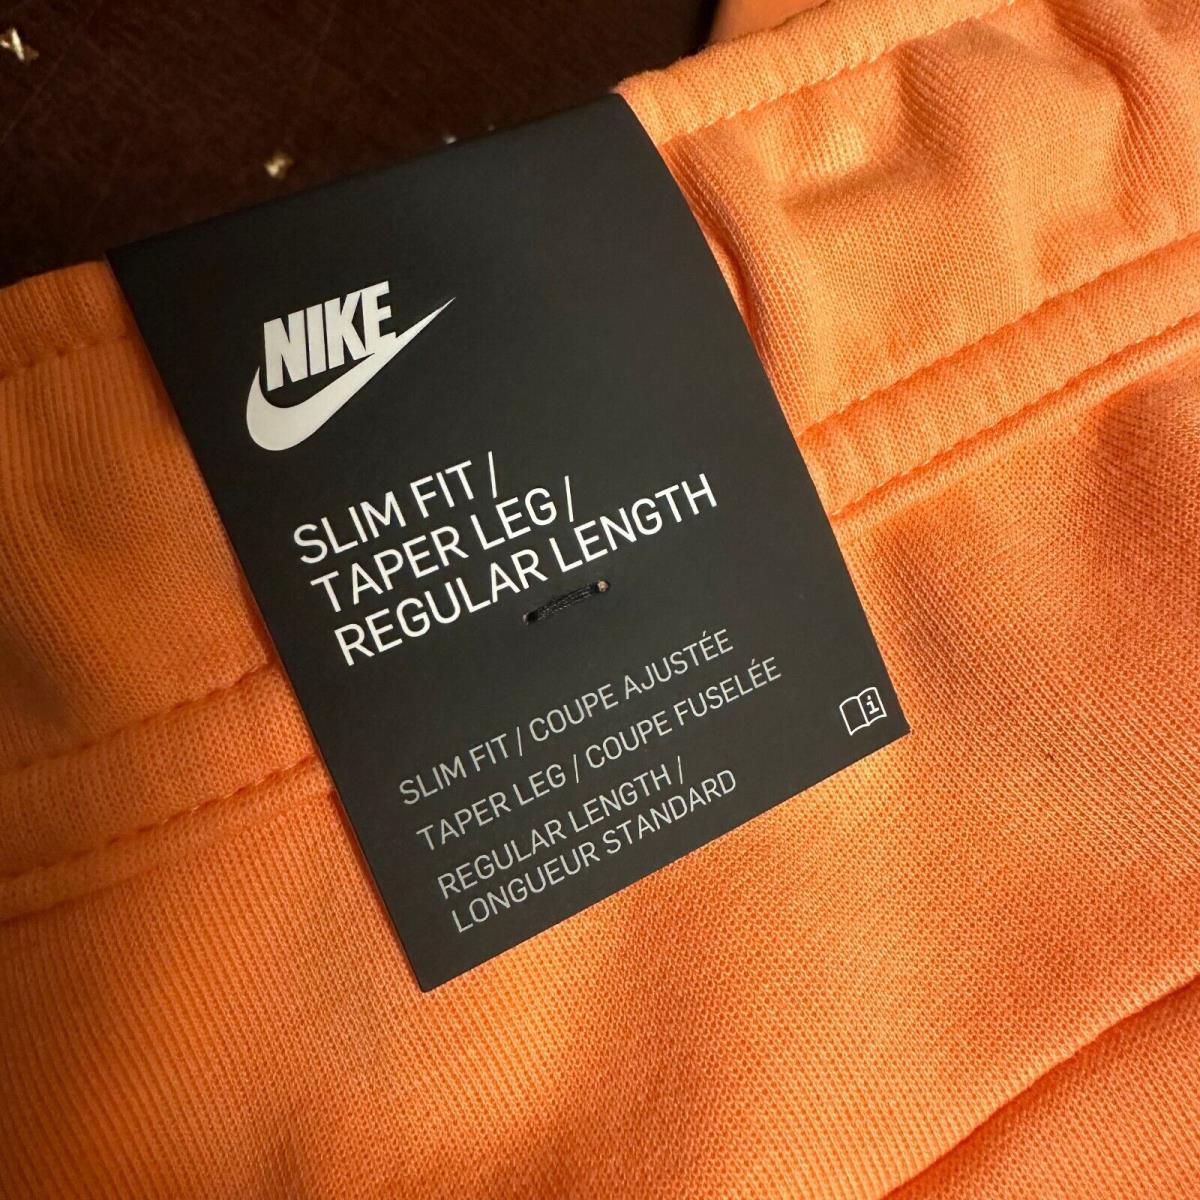 NIKE
SLIM FIT /
TAPER LEG /
REGULAR LENGTH
SLIM FIT / COUPE AJUSTÉE
TAPER LEG / COUPE FUSELÉE
REGULAR LENGTH /
LONGUEUR STANDARD
i